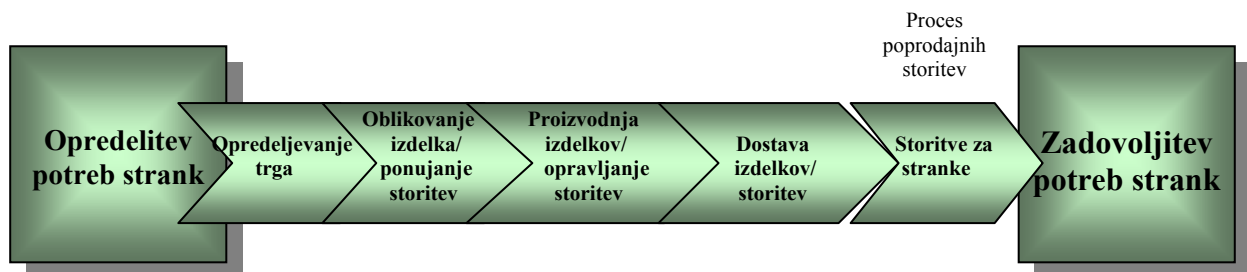 Proces
poprodajnih
storitev
Opredelitev
potreb strank
Opredeljevanje
trga
Oblikovanje
izdelka/
ponujanje
storitev
Proizvodnja
izdelkov/
opravljanje
storitev
Dostava
izdelkov/
storitev
Storitve za
stranke
Zadovoljitev
potreb strank